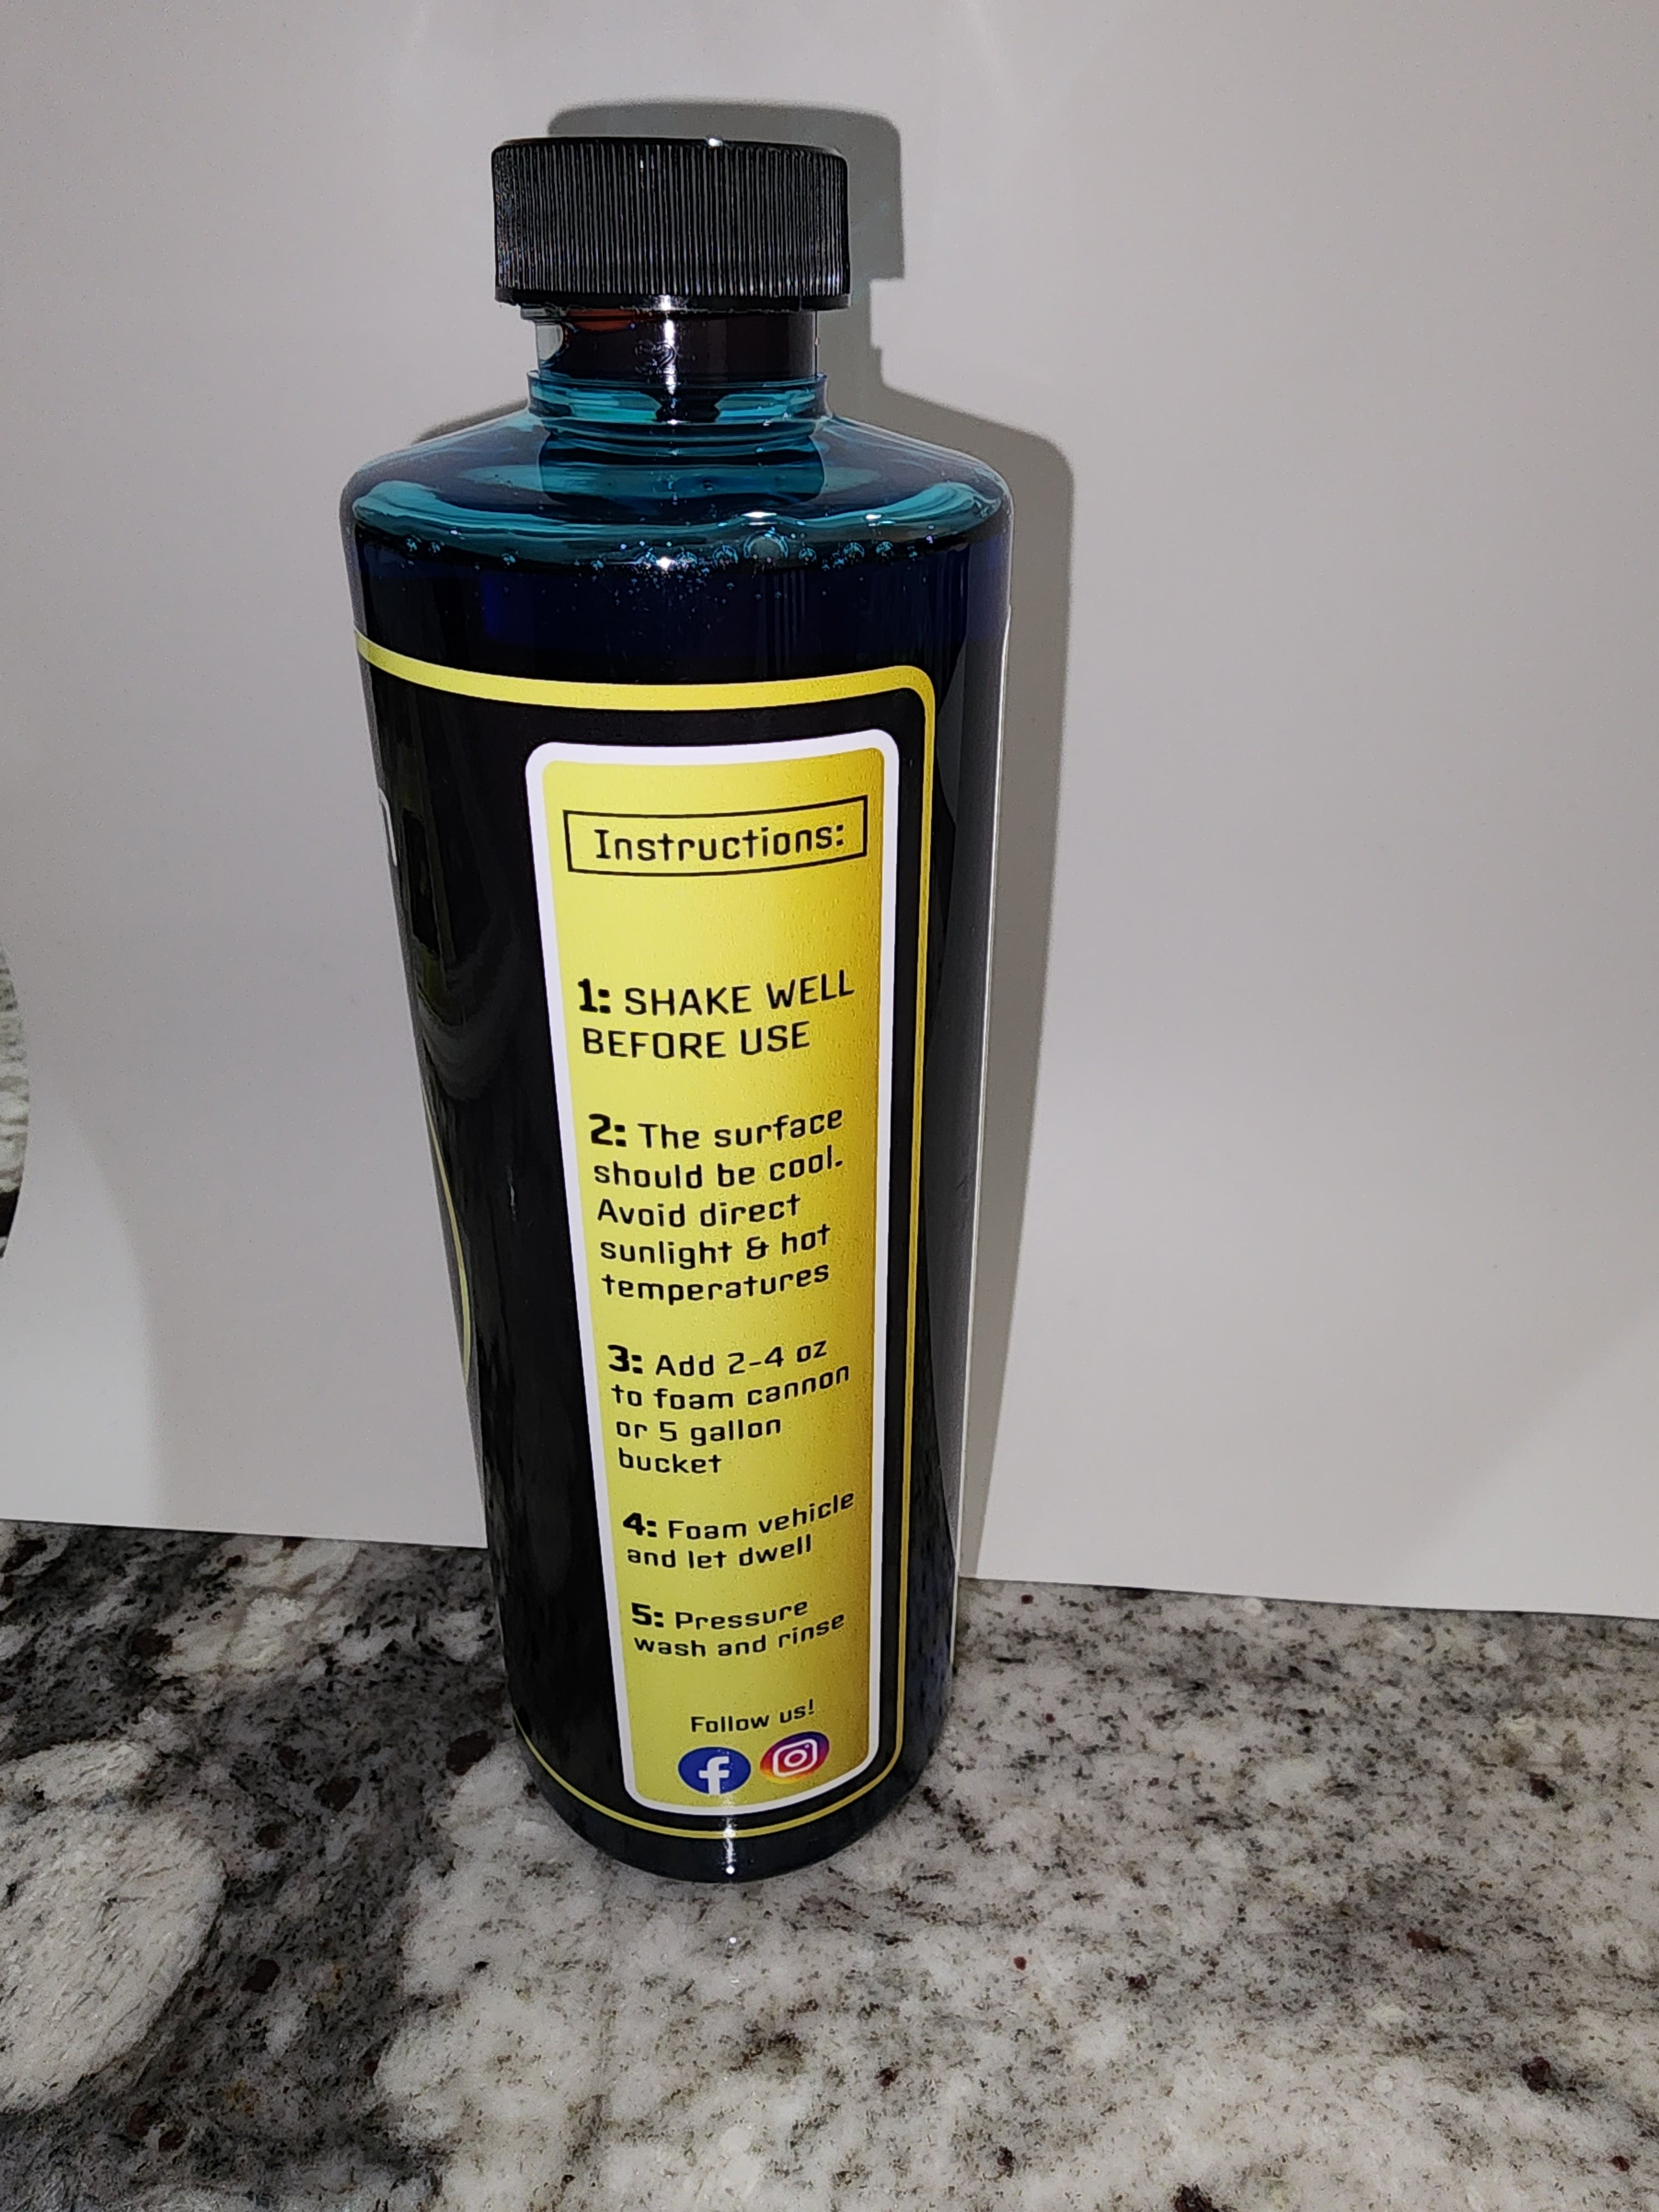 Instructions:
1: SHAKE WELL
BEFORE USE
2: The surface
should be cool.
Avoid direct
sunlight & hot
temperatures
3: Add 2-4 oz
to foam cannon
or 5 gallon
bucket
4: Foam vehicle
and let dwell
5: Pressure
wash and rinse
Follow us!